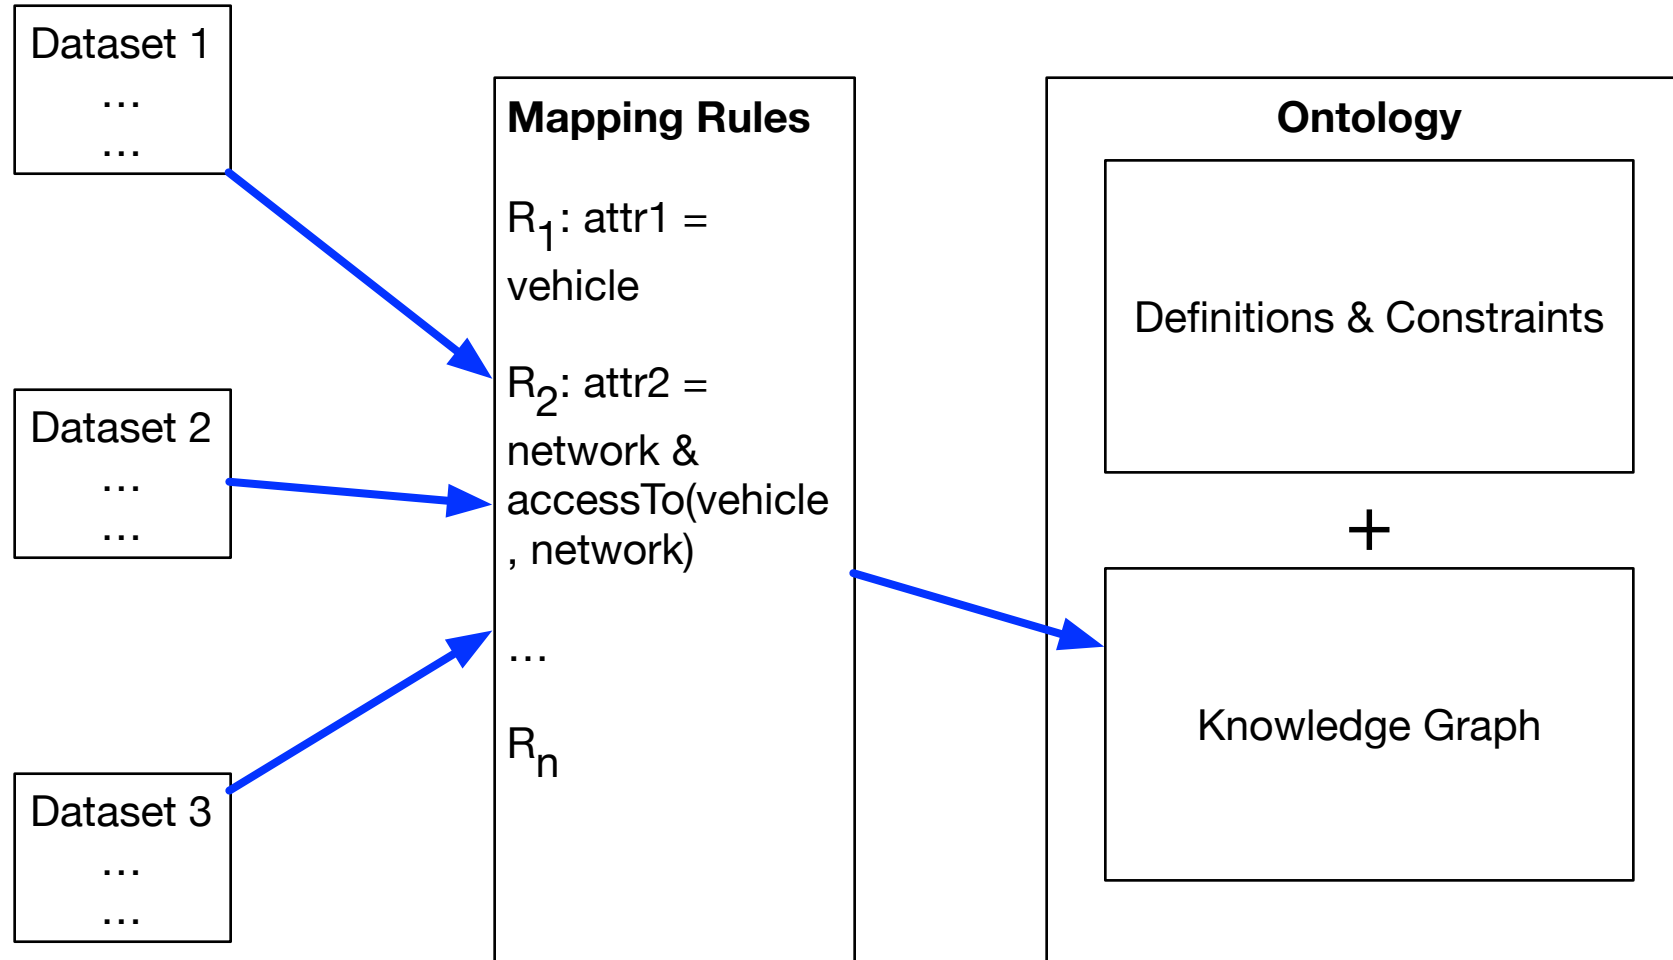 Dataset 1
...
...
Dataset 2
...
...
Dataset 3
...
...
Mapping Rules
R1: attr1 =
vehicle
R2: attr2 =
network &
accessTo(vehicle
, network)
...
Rn
Ontology
Definitions & Constraints
+
Knowledge Graph